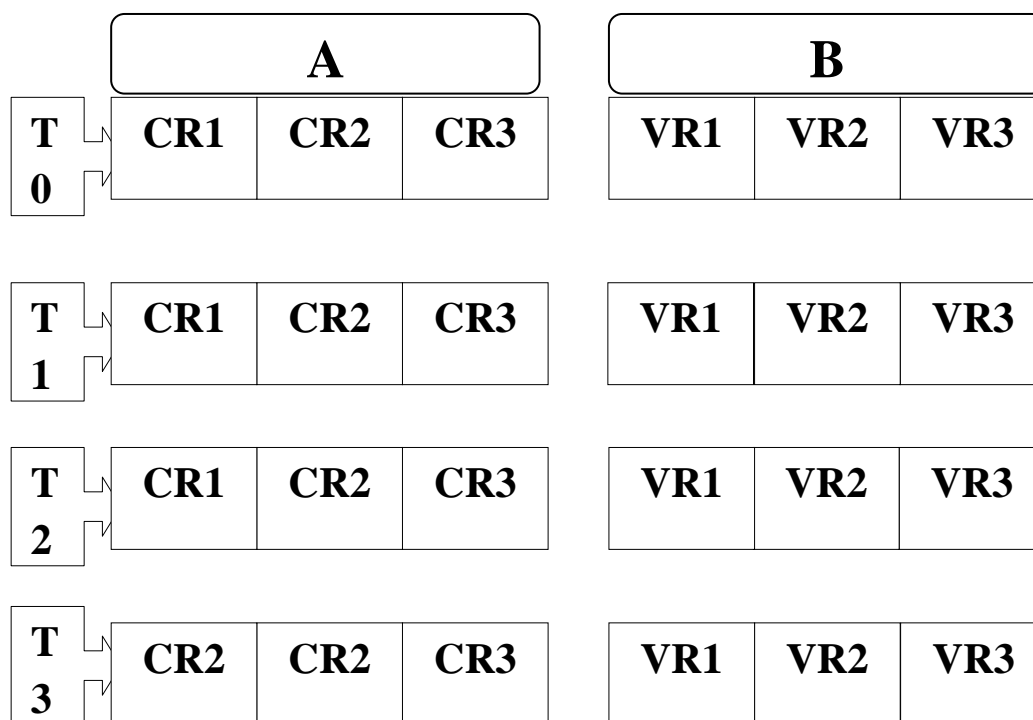 A B
T 0 CR1 CR2 CR3 VR1 VR2 VR3
T 1 CR1 CR2 CR3 VR1 VR2 VR3
T 2 CR1 CR2 CR3 VR1 VR2 VR3
T 3 CR2 CR2 CR3 VR1 VR2 VR3